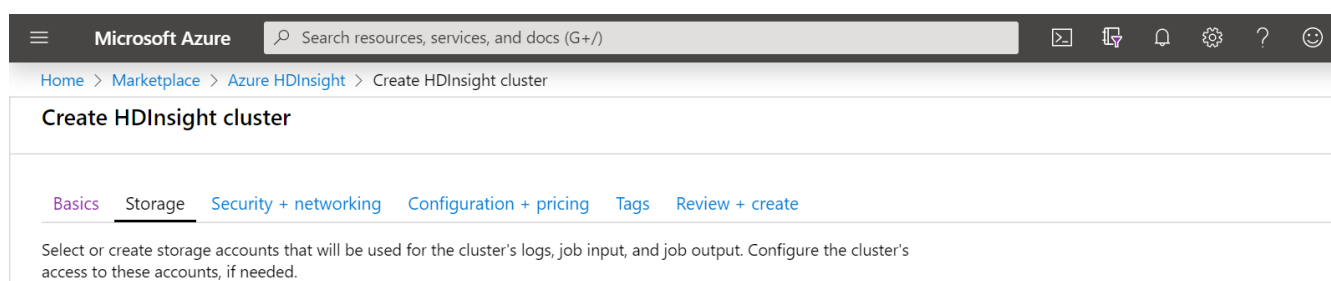 Microsoft Azure Search resources, services, and docs (G+/)
Home > Marketplace > Azure HDInsight > Create HDInsight cluster
Create HDInsight cluster
Basics Storage Security + networking Configuration + pricing Tags Review + create
Select or create storage accounts that will be used for the cluster's logs, job input, and job output. Configure the cluster's
access to these accounts, if needed.